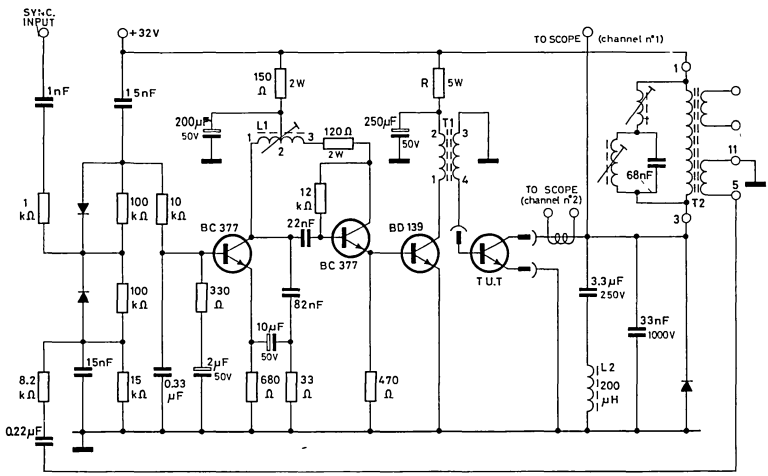 SYNC.
INPUT
+32V
TO SCOPE (channel n°1)
1nF
15nF
150
Ω
2W
R
5W
1
200µF
50V
L1
1
2
3
120Ω
2W
250µF
50V
T1
2
3
1
4
68nF
11
5
T2
3
1
kΩ
100
kΩ
10
kΩ
12
kΩ
22nF
BC 377
BC 377
BD 139
TO SCOPE
(channel n°2)
T.U.T
100
kΩ
330
Ω
82nF
3.3µF
250V
33nF
1000V
10µF
50V
8.2
kΩ
15nF
15
kΩ
0.33
µF
2µF
50V
680
Ω
33
Ω
470
Ω
L2
200
µH
0.22µF